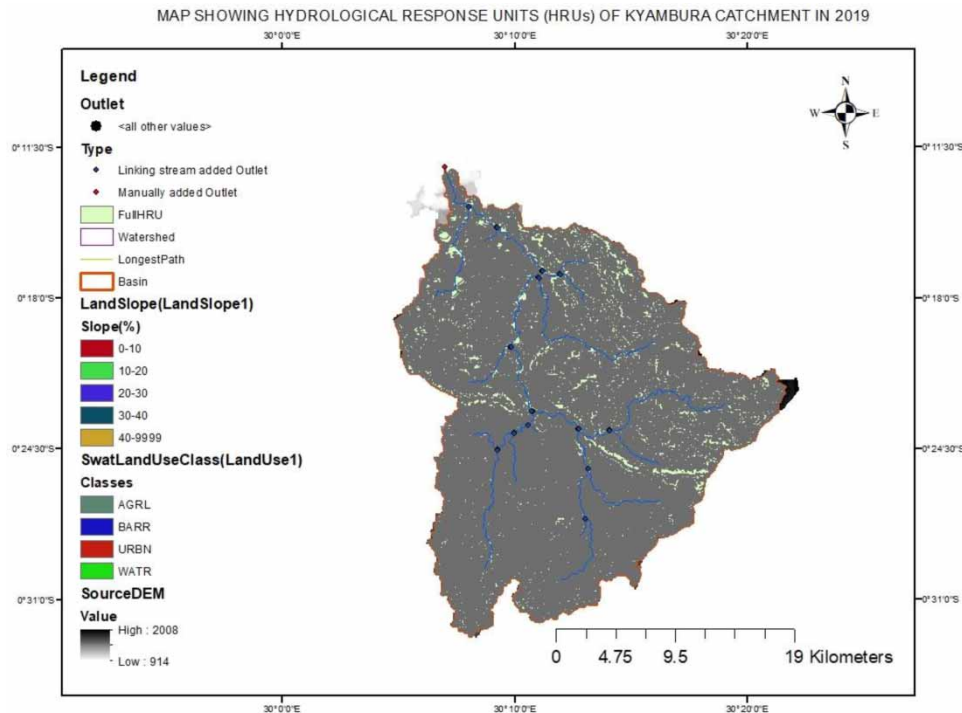 MAP SHOWING HYDROLOGICAL RESPONSE UNITS (HRUs) OF KYAMBURA CATCHMENT IN 2019
30°0'0"E 30°10'0"E 30°20'0"E
Legend
Outlet
<all other values>
Type
Linking stream added Outlet
Manually added Outlet
FullHRU
Watershed
LongestPath
Basin
LandSlope(LandSlope1)
Slope(%)
0-10
10-20
20-30
30-40
40-9999
SwatLandUseClass(LandUse1)
Classes
AGRL
BARR
URBN
WATR
SourceDEM
Value
High : 2008
Low : 914
N
W E
S
0°11'30"S 0°11'30"S
0°18'0"S 0°18'0"S
0°24'30"S 0°24'30"S
0°31'0"S 0°31'0"S
0 4.75 9.5 19 Kilometers
30°0'0"E 30°10'0"E 30°20'0"E